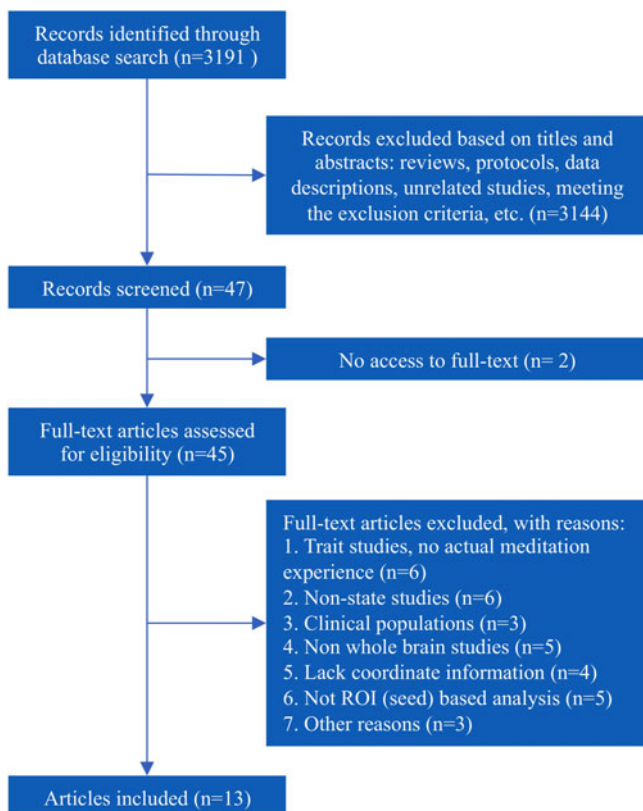 Records identified through
database search (n=3191 )
Records excluded based on titles and
abstracts: reviews, protocols, data
descriptions, unrelated studies, meeting
the exclusion criteria, etc. (n=3144)
Records screened (n=47)
No access to full-text (n= 2)
Full-text articles assessed
for eligibility (n=45)
Full-text articles excluded, with reasons:
1. Trait studies, no actual meditation
experience (n=6)
2. Non-state studies (n=6)
3. Clinical populations (n=3)
4. Non whole brain studies (n=5)
5. Lack coordinate information (n=4)
6. Not ROI (seed) based analysis (n=5)
7. Other reasons (n=3)
Articles included (n=13)